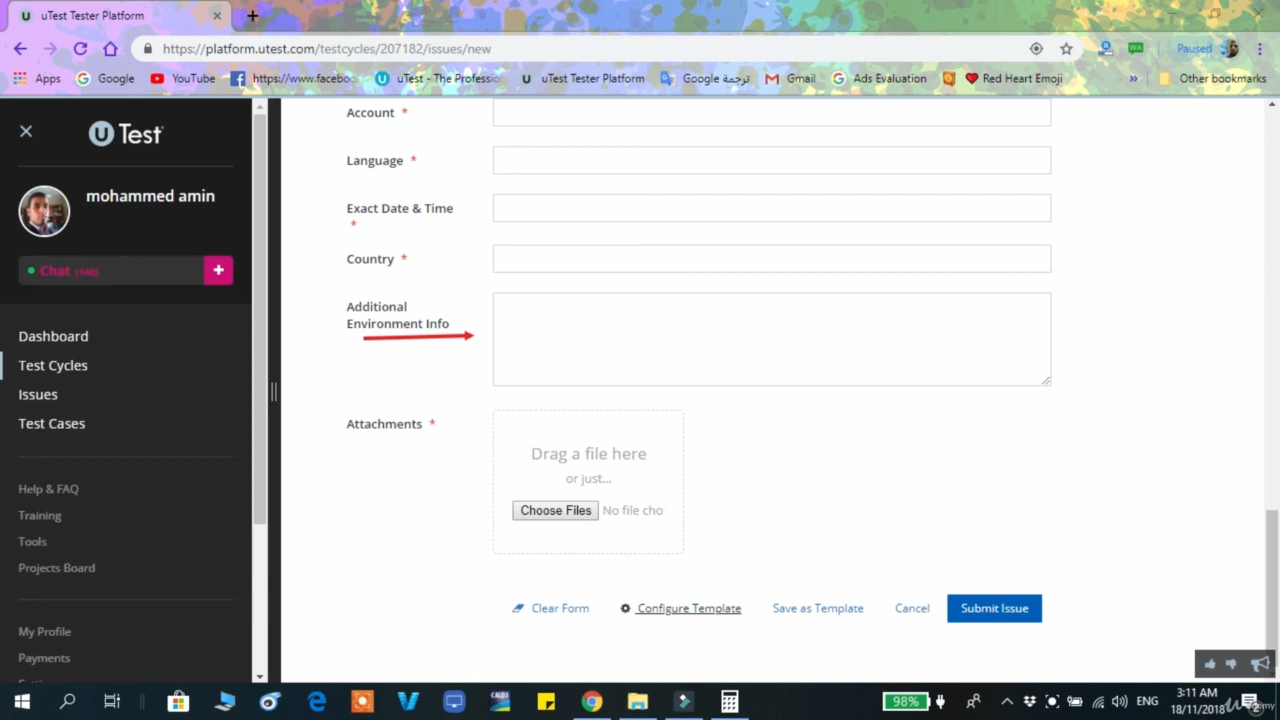 uTest Tester Platform
https://platform.utest.com/testcycles/207182/issues/new
Paused
Apps
Google
YouTube
https://www.faceboo
uTest - The Professio
uTest Tester Platform
Google ترجمة
Gmail
Ads Evaluation
Red Heart Emoji
»
Other bookmarks
U Test
mohammed amin
Chat (146)
+
Dashboard
Test Cycles
Issues
Test Cases
Help & FAQ
Training
Tools
Projects Board
My Profile
Payments
Account *
Language *
Exact Date & Time
*
Country *
Additional
Environment Info
Attachments *
Drag a file here
or just...
Choose Files No file cho
Clear Form
Configure Template
Save as Template
Cancel
Submit Issue
98%
ENG
3:11 AM
18/11/2018